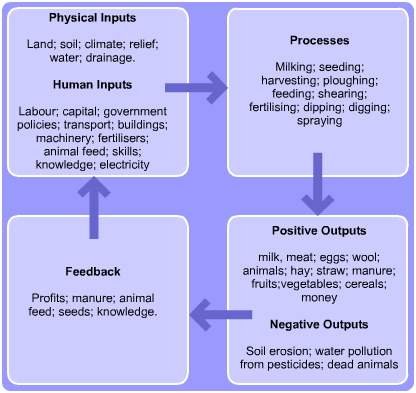 Physical Inputs
Land; soil; climate; relief;
water; drainage.
Human Inputs
Labour; capital; government
policies; transport; buildings;
machinery; fertilisers;
animal feed; skills;
knowledge; electricity
Processes
Milking; seeding;
harvesting; ploughing;
feeding; shearing;
fertilising; dipping; digging;
spraying
Positive Outputs
milk, meat; eggs; wool;
animals; hay; straw; manure;
fruits;vegetables; cereals;
money
Negative Outputs
Soil erosion; water pollution
from pesticides; dead animals
Feedback
Profits; manure; animal
feed; seeds; knowledge.